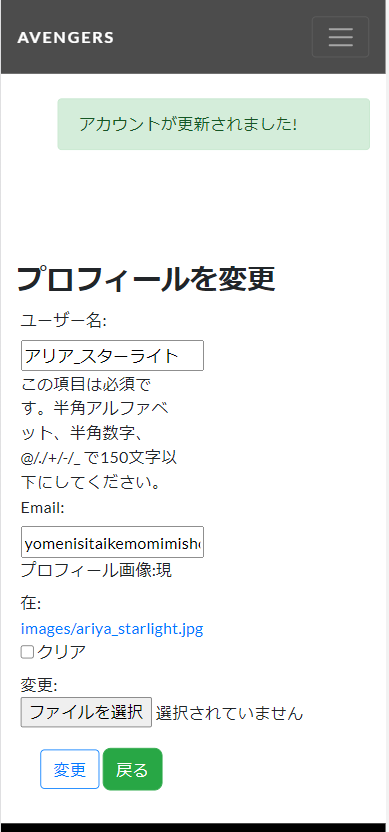 AVENGERS
アカウントが更新されました!
プロフィールを変更
ユーザー名:
アリア_スターライト
この項目は必須で
す。半角アルファベ
ット、半角数字、
@/./+/-/_ で150文字以
下にしてください。
Email:
yomenisitaikemomimish
プロフィール画像:現
在:
images/ariya_starlight.jpg
クリア
変更:
ファイルを選択 選択されていません
変更 戻る